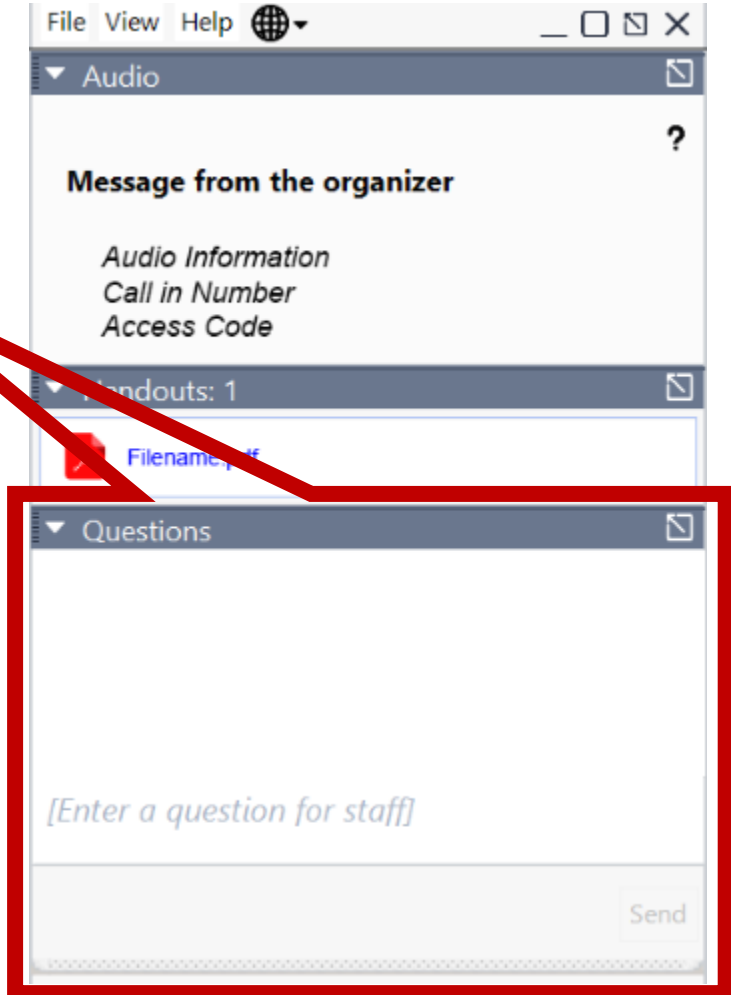 File View Help
Audio
?
Message from the organizer
Audio Information
Call in Number
Access Code
Handouts: 1
Filename.pdf
Questions
[Enter a question for staff]
Send